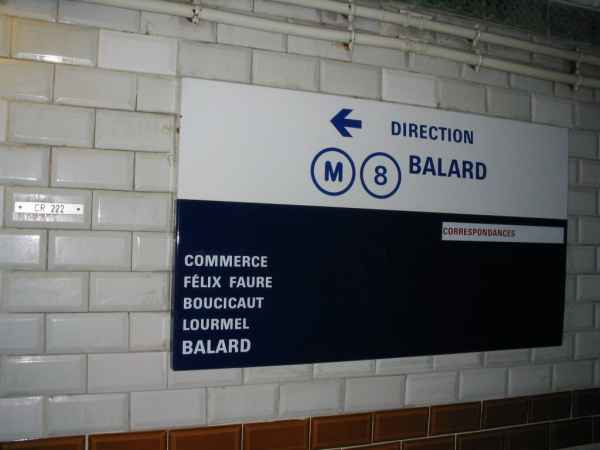 DIRECTION
M 8 BALARD
CR 222
CORRESPONDANCES
COMMERCE
FÉLIX FAURE
BOUCICAUT
LOURMEL
BALARD